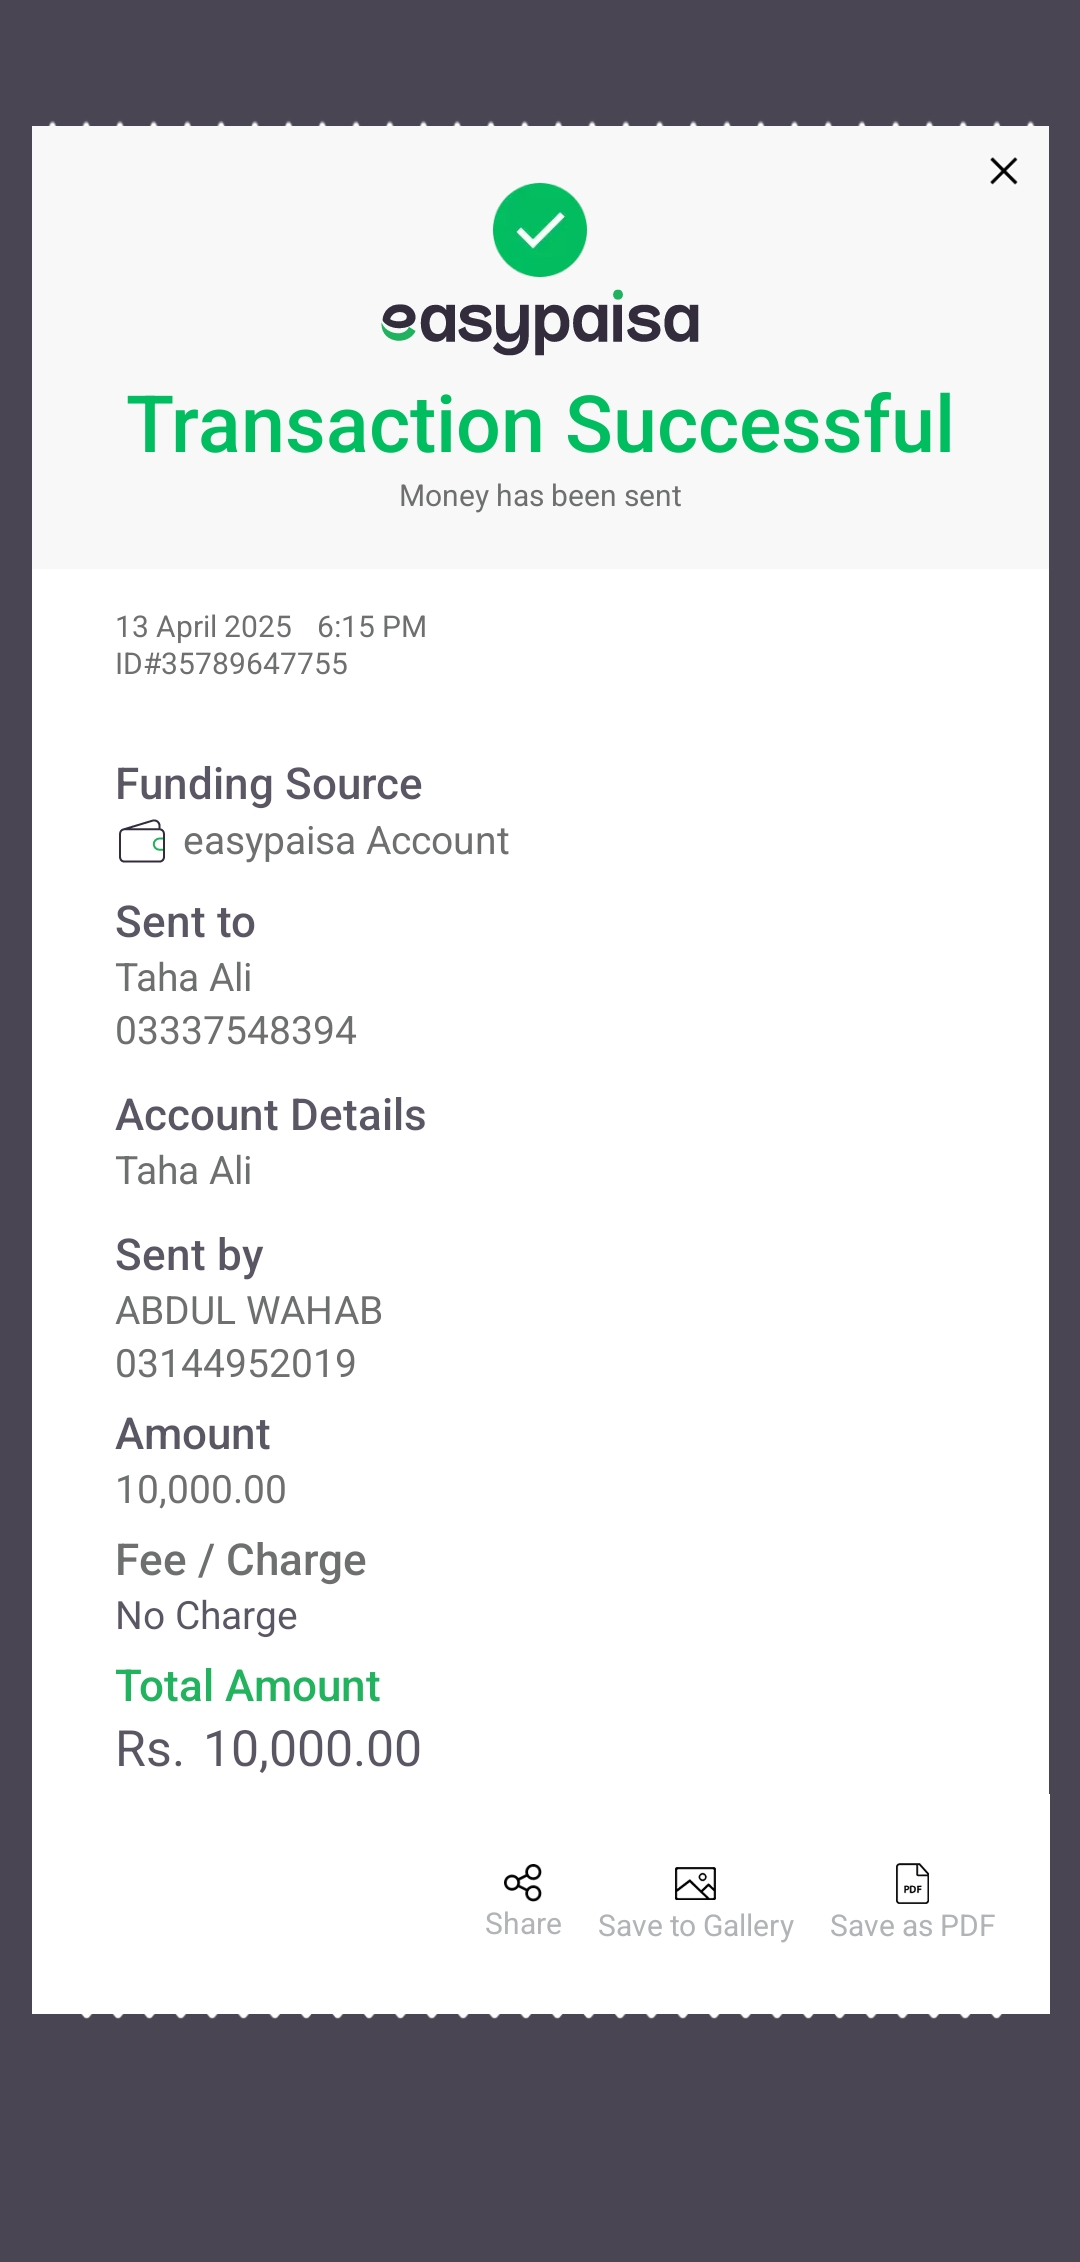 easypaisa
Transaction Successful
Money has been sent
13 April 2025 6:15 PM
ID#35789647755
Funding Source
easypaisa Account
Sent to
Taha Ali
03337548394
Account Details
Taha Ali
Sent by
ABDUL WAHAB
03144952019
Amount
10,000.00
Fee / Charge
No Charge
Total Amount
Rs. 10,000.00
PDF
Share Save to Gallery Save as PDF